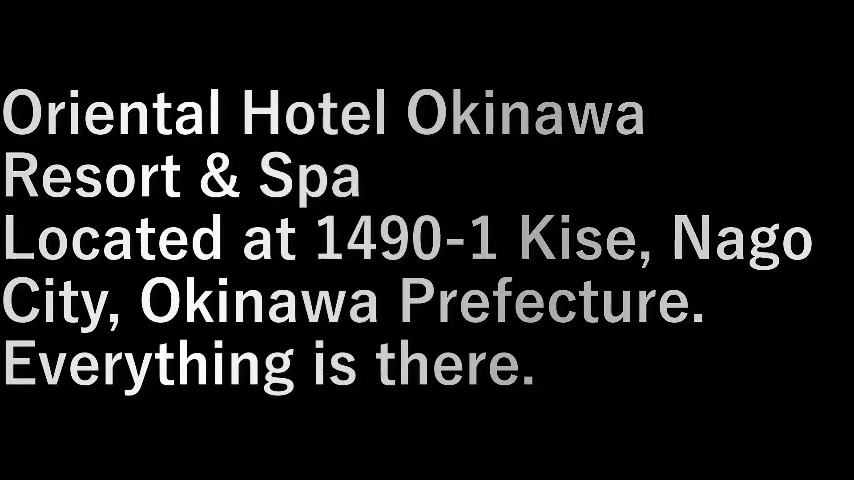 Oriental Hotel Okinawa
Resort & Spa
Located at 1490-1 Kise, Nago
City, Okinawa Prefecture.
Everything is there.